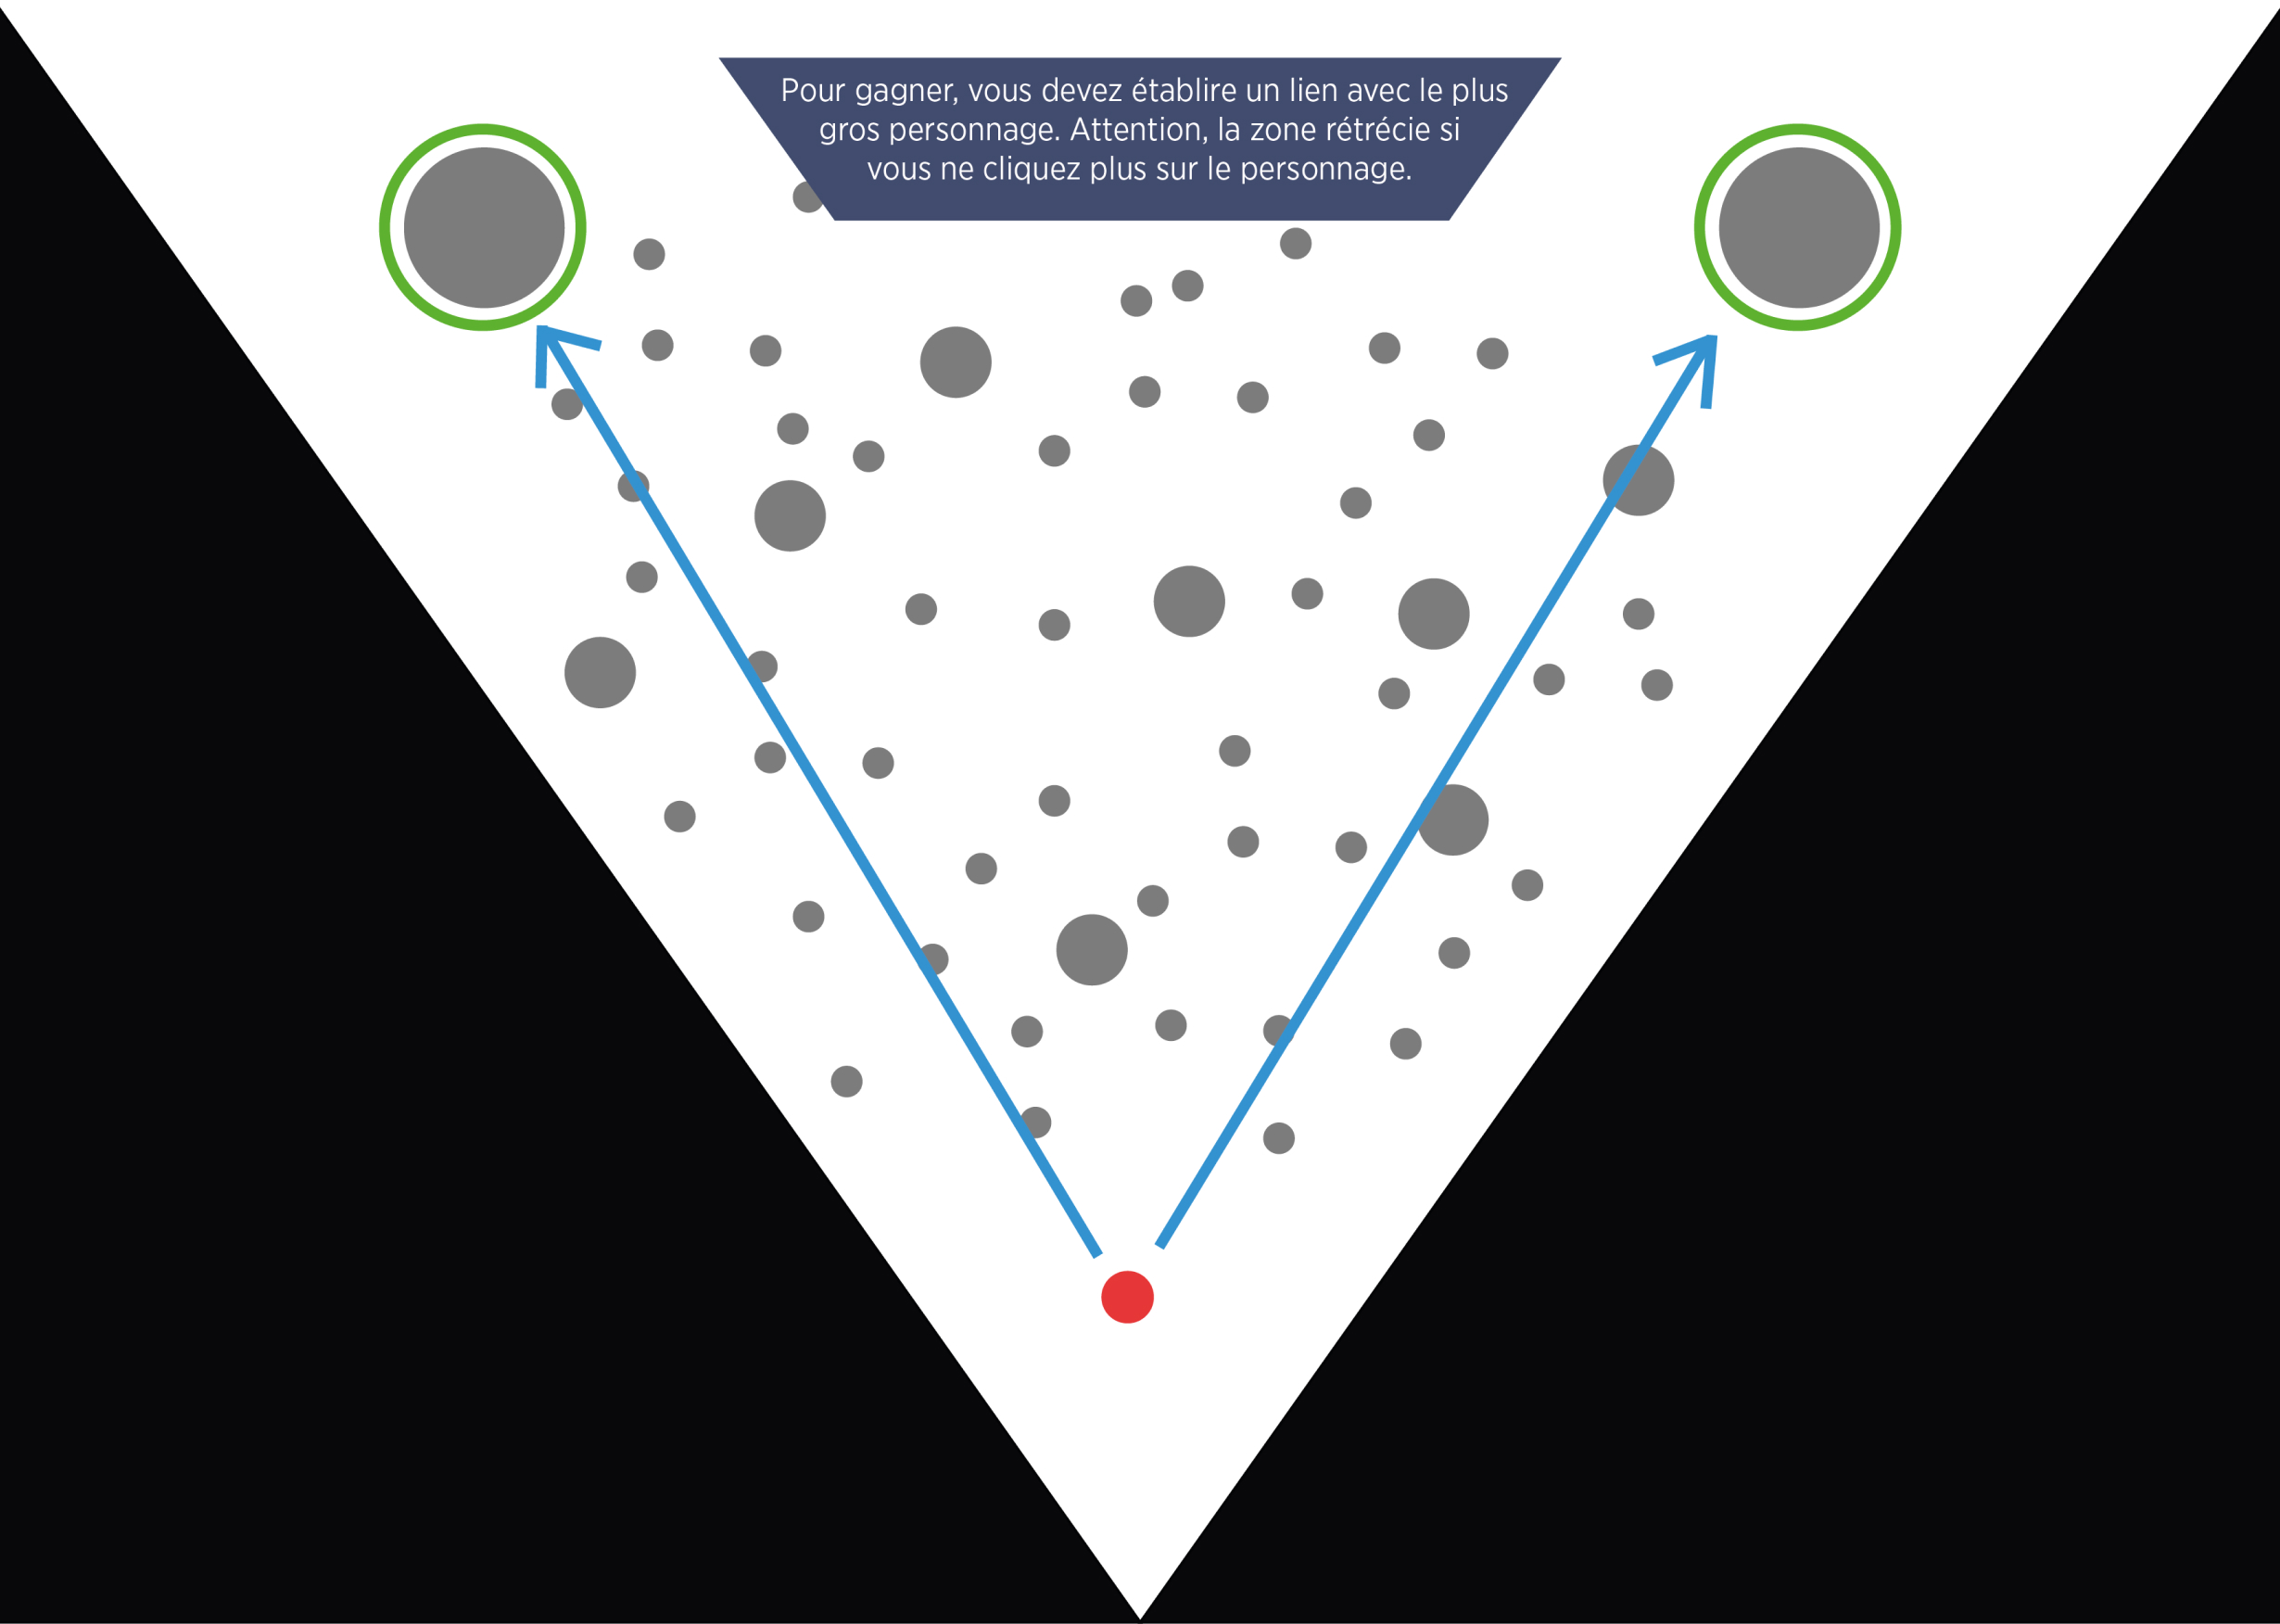 Pour gagner, vous devez établire un lien avec le plus
gros personnage. Attention, la zone rétrécie si
vous ne cliquez plus sur le personnage.